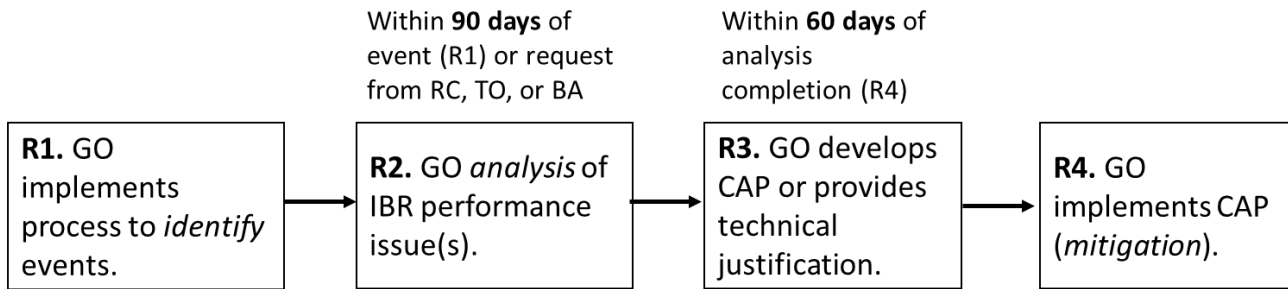 Within 90 days of
event (R1) or request
from RC, TO, or BA
Within 60 days of
analysis
completion (R4)
R1. GO
implements
process to identify
events.
R2. GO analysis of
IBR performance
issue(s).
R3. GO develops
CAP or provides
technical
justification.
R4. GO
implements CAP
(mitigation).